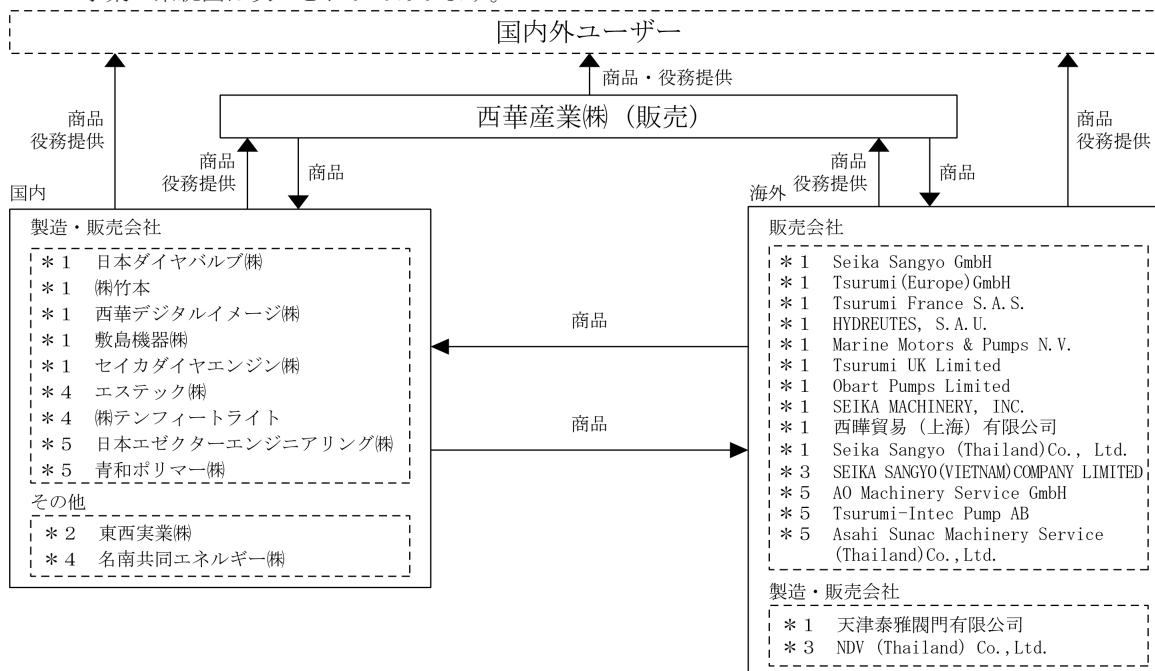 国内外ユーザー
商品・役務提供
商品
役務提供
西華産業㈱（販売）
商品
役務提供
商品
役務提供
商品
商品
役務提供
商品
国内
製造・販売会社
＊１ 日本ダイヤバルブ㈱
＊１ ㈱竹本
＊１ 西華デジタルイメージ㈱
＊１ 敷島機器㈱
＊１ セイカダイヤエンジン㈱
＊４ エステック㈱
＊４ ㈱テンフィートライト
＊５ 日本エゼクターエンジニアリング㈱
＊５ 青和ポリマー㈱
その他
＊２ 東西実業㈱
＊４ 名南共同エネルギー㈱
商品
商品
海外
販売会社
＊１ Seika Sangyo GmbH
＊１ Tsurumi(Europe)GmbH
＊１ Tsurumi France S.A.S.
＊１ HYDREUTES, S.A.U.
＊１ Marine Motors & Pumps N.V.
＊１ Tsurumi UK Limited
＊１ Obart Pumps Limited
＊１ SEIKA MACHINERY, INC.
＊１ 西曄貿易（上海）有限公司
＊１ Seika Sangyo (Thailand)Co., Ltd.
＊３ SEIKA SANGYO(VIETNAM)COMPANY LIMITED
＊５ AO Machinery Service GmbH
＊５ Tsurumi-Intec Pump AB
＊５ Asahi Sunac Machinery Service
(Thailand)Co.,Ltd.
製造・販売会社
＊１ 天津泰雅閥門有限公司
＊３ NDV (Thailand) Co.,Ltd.